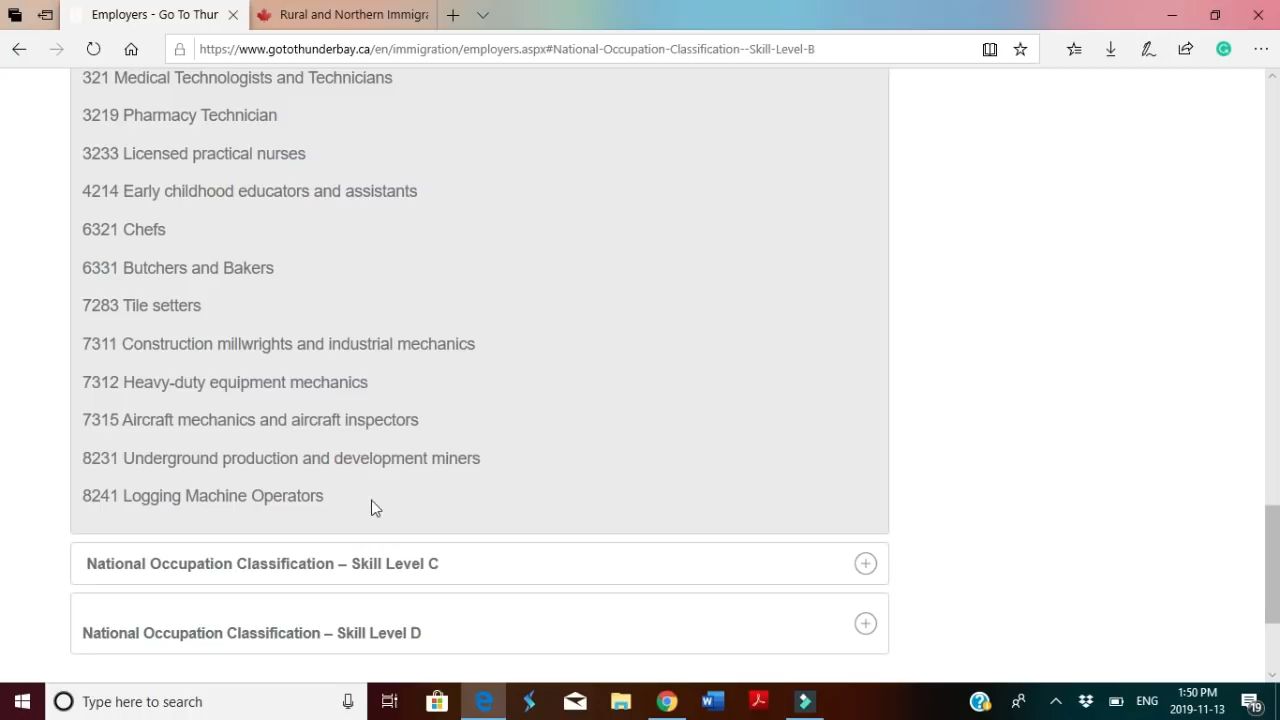 Employers - Go To Thur
Rural and Northern Immigra
https://www.gotothunderbay.ca/en/immigration/employers.aspx#National-Occupation-Classification--Skill-Level-B
321 Medical Technologists and Technicians
3219 Pharmacy Technician
3233 Licensed practical nurses
4214 Early childhood educators and assistants
6321 Chefs
6331 Butchers and Bakers
7283 Tile setters
7311 Construction millwrights and industrial mechanics
7312 Heavy-duty equipment mechanics
7315 Aircraft mechanics and aircraft inspectors
8231 Underground production and development miners
8241 Logging Machine Operators
National Occupation Classification – Skill Level C
National Occupation Classification – Skill Level D
Type here to search
ENG
1:50 PM
2019-11-13
19